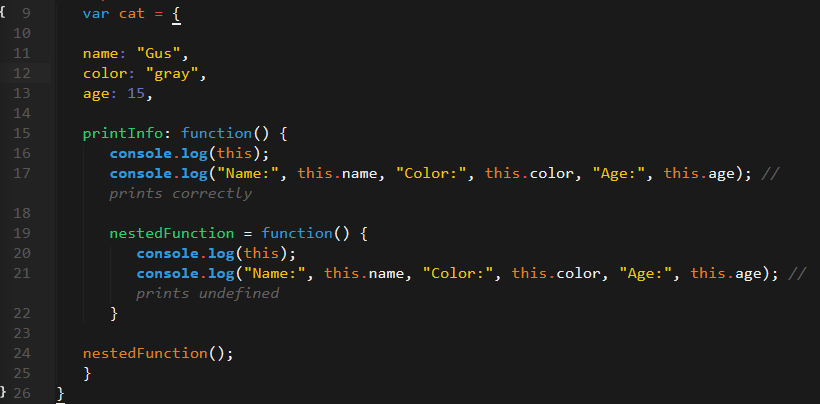 { 9 var cat = {
10
11 name: "Gus",
12 color: "gray",
13 age: 15,
14
15 printInfo: function() {
16 console.log(this);
17 console.log("Name:", this.name, "Color:", this.color, "Age:", this.age); //
prints correctly
18
19 nestedFunction = function() {
20 console.log(this);
21 console.log("Name:", this.name, "Color:", this.color, "Age:", this.age); //
prints undefined
22 }
23
24 nestedFunction();
25 }
} 26 }